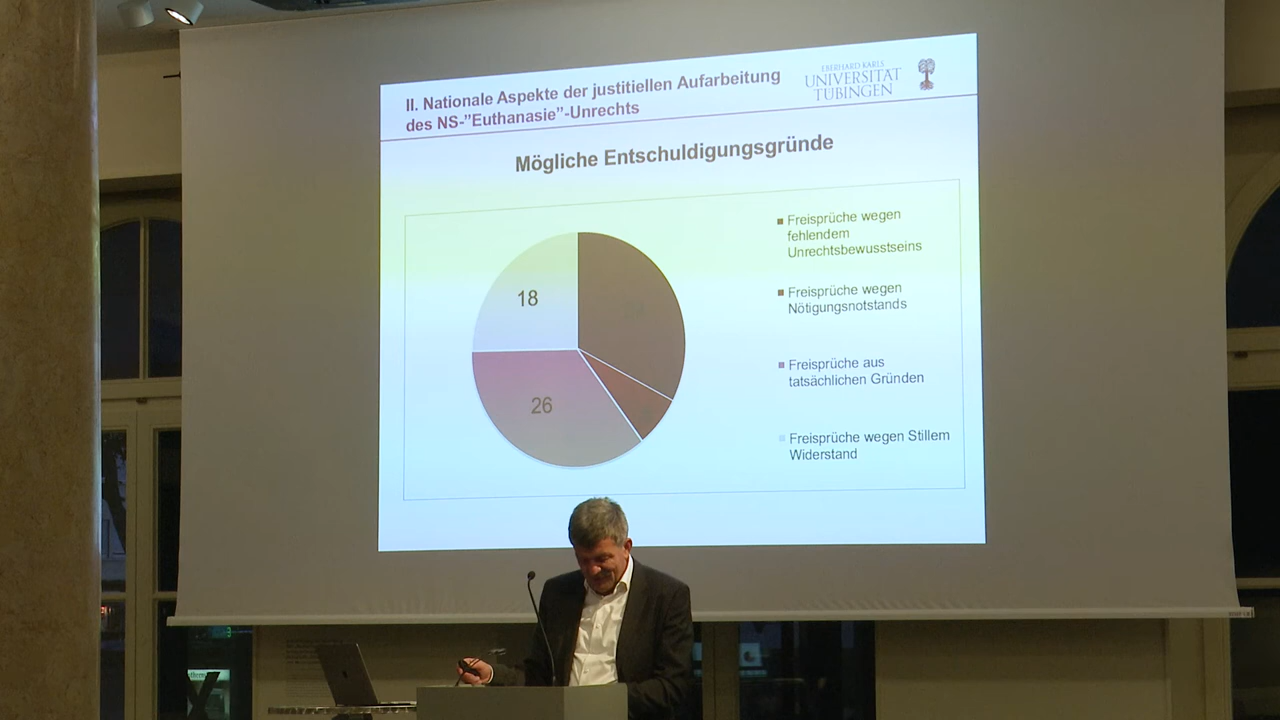 II. Nationale Aspekte der justitiellen Aufarbeitung
des NS-”Euthanasie”-Unrechts
EBERHARD KARLS
UNIVERSITÄT
TÜBINGEN
Mögliche Entschuldigungsgründe
18
26
Freisprüche wegen
fehlendem
Unrechtsbewusstseins
Freisprüche wegen
Nötigungsnotstands
Freisprüche aus
tatsächlichen Gründen
Freisprüche wegen Stillem
Widerstand